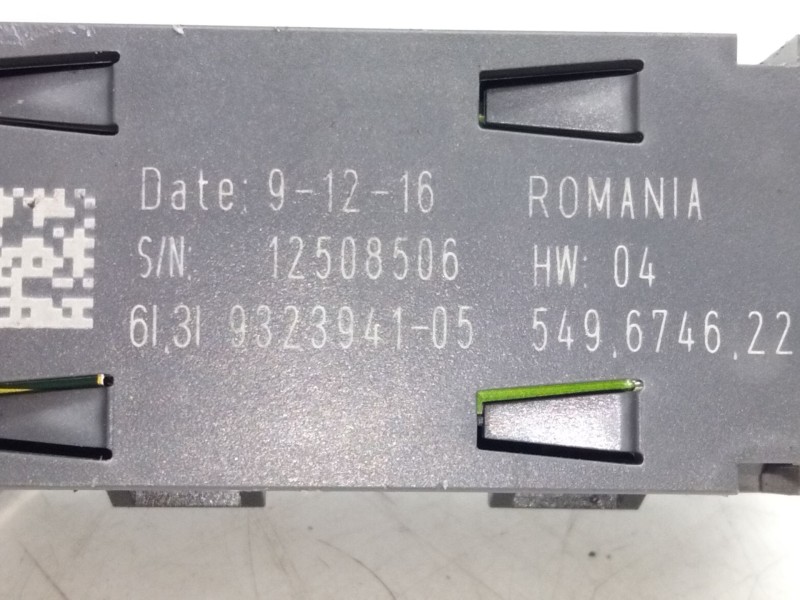 Date: 9-12-16 ROMANIA
S/N: 12508506 HW: 04
61.31 9323941-05 549.6746.22